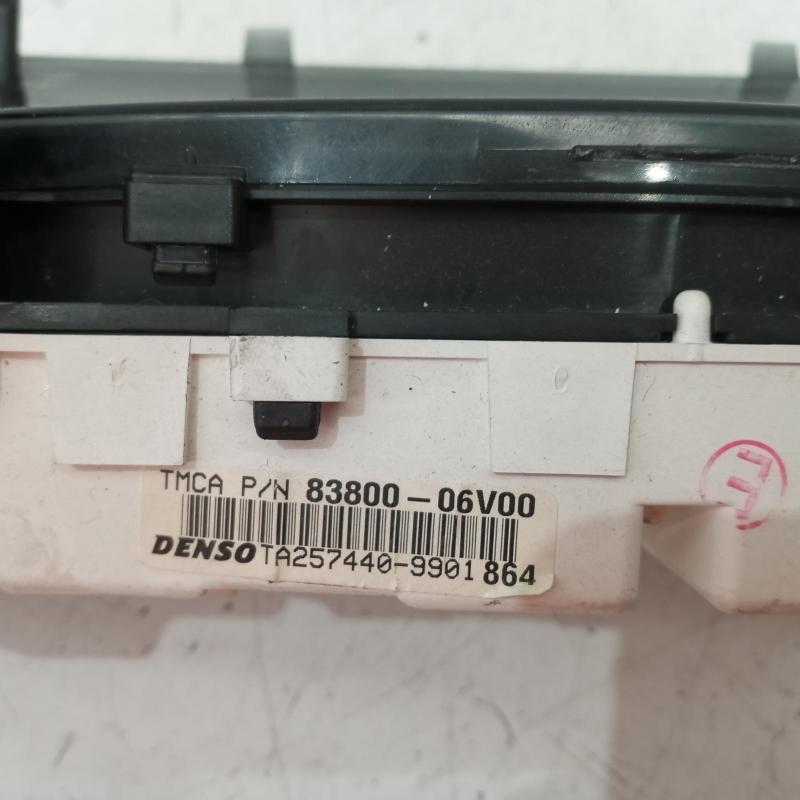 TMCA P/N 83800-06V00
DENSO TA257440-9901 864